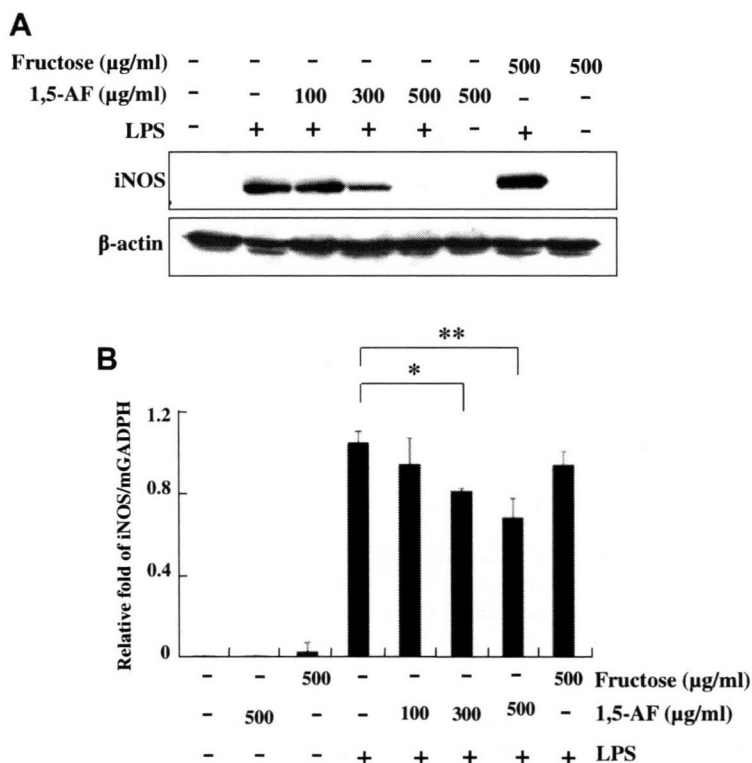 A
Fructose (µg/ml) – – – – – – 500 500
1,5-AF (µg/ml) – – 100 300 500 500 – –
LPS – + + + + – + –
iNOS
β-actin
B
**
*
Relative fold of iNOS/mGADPH
1.2
0.8
0.4
0
– – 500 – – – – 500 Fructose (µg/ml)
– 500 – – 100 300 500 – 1,5-AF (µg/ml)
– – – + + + + + LPS